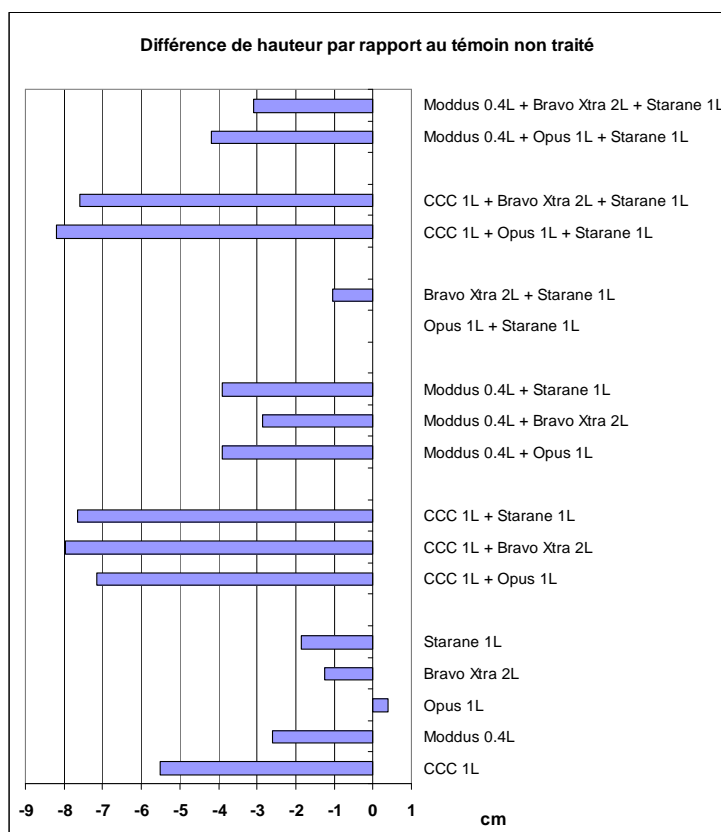 Différence de hauteur par rapport au témoin non traité
Moddus 0.4L + Bravo Xtra 2L + Starane 1L
Moddus 0.4L + Opus 1L + Starane 1L
CCC 1L + Bravo Xtra 2L + Starane 1L
CCC 1L + Opus 1L + Starane 1L
Bravo Xtra 2L + Starane 1L
Opus 1L + Starane 1L
Moddus 0.4L + Starane 1L
Moddus 0.4L + Bravo Xtra 2L
Moddus 0.4L + Opus 1L
CCC 1L + Starane 1L
CCC 1L + Bravo Xtra 2L
CCC 1L + Opus 1L
Starane 1L
Bravo Xtra 2L
Opus 1L
Moddus 0.4L
CCC 1L
-9 -8 -7 -6 -5 -4 -3 -2 -1 0 1
cm